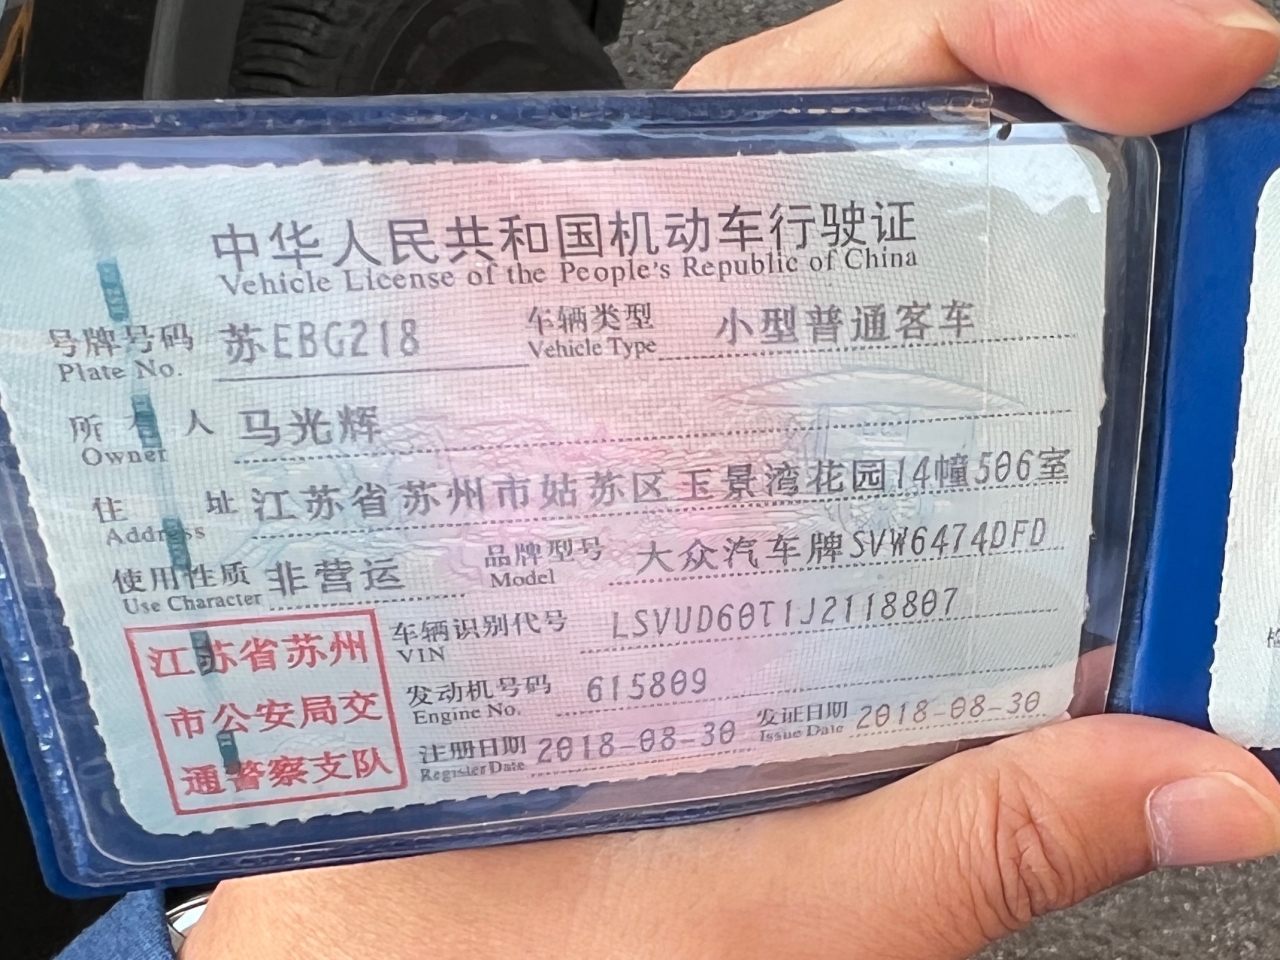 中华人民共和国机动车行驶证
Vehicle License of the People's Republic of China
号牌号码 苏EBG218 车辆类型 小型普通客车
Plate No. Vehicle Type
所有人 马光辉
Owner
住址 江苏省苏州市姑苏区玉景湾花园14幢506室
Address
使用性质 非营运 品牌型号 大众汽车牌SVW6474DFD
Use Character Model
车辆识别代号 LSVUD60T1J2118807
VIN
发动机号码 615809
Engine No.
注册日期 2018-08-30 发证日期 2018-08-30
Register Date Issue Date
江苏省苏州
市公安局交
通警察支队